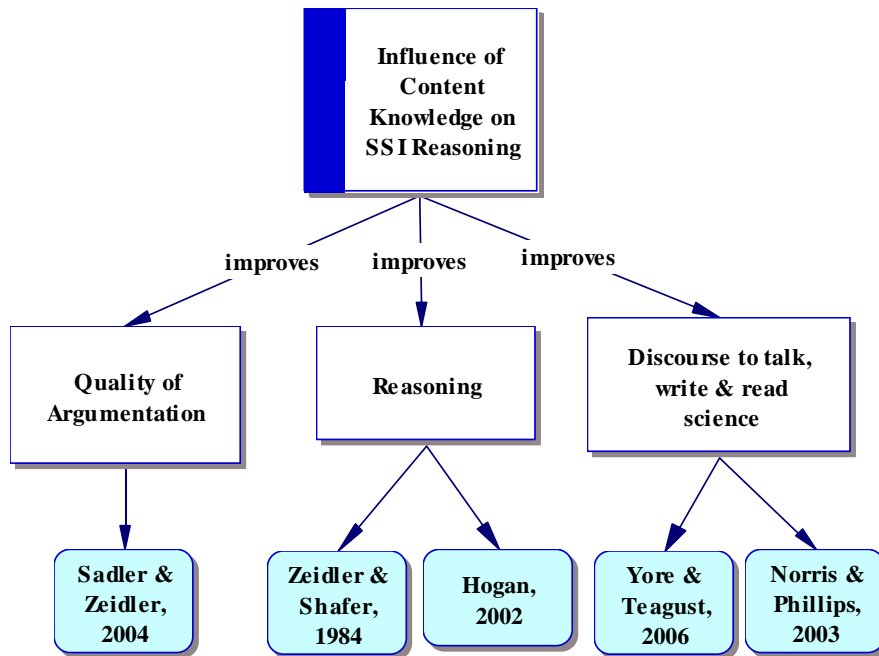 Influence of
Content
Knowledge on
SSI Reasoning
improves
improves
improves
Quality of
Argumentation
Reasoning
Discourse to talk,
write & read
science
Sadler &
Zeidler,
2004
Zeidler &
Shafer,
1984
Hogan,
2002
Yore &
Teagust,
2006
Norris &
Phillips,
2003